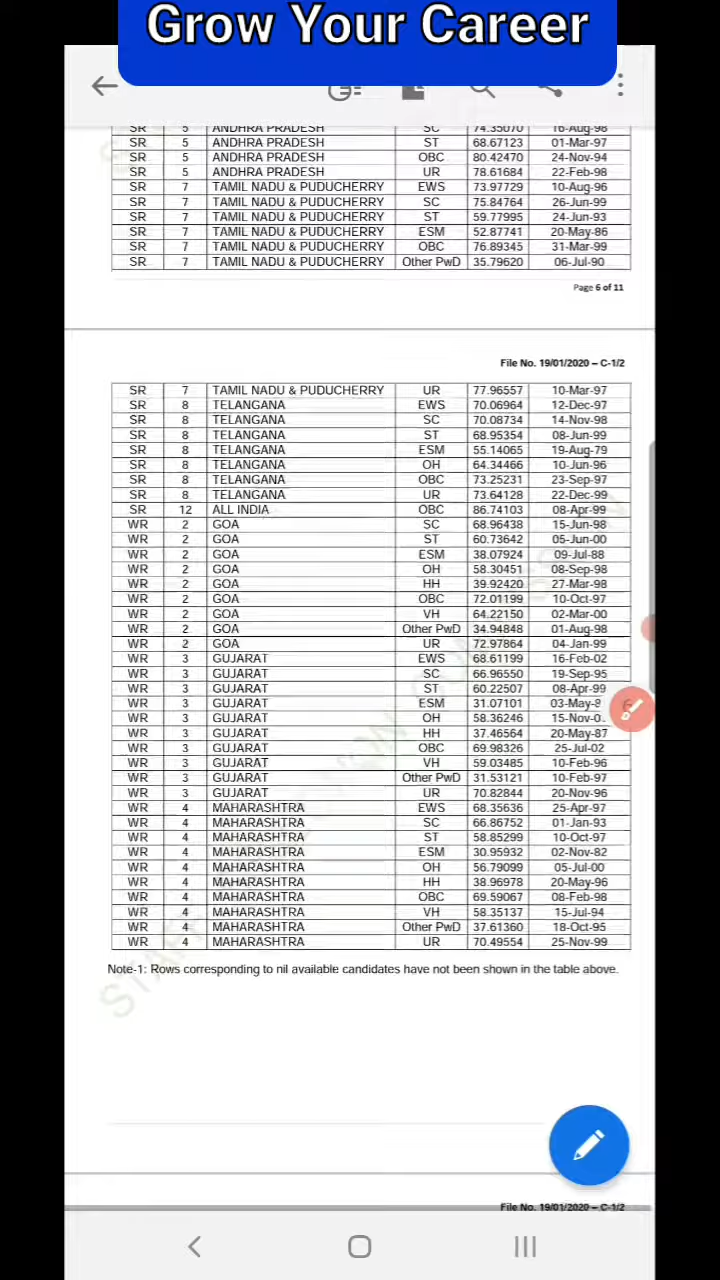 Grow Your Career
SR 5 ANDHRA PRADESH SC 74.35070 16-Aug-98
SR 5 ANDHRA PRADESH ST 68.67123 01-Mar-97
SR 5 ANDHRA PRADESH OBC 80.42470 24-Nov-94
SR 5 ANDHRA PRADESH UR 78.61684 22-Feb-98
SR 7 TAMIL NADU & PUDUCHERRY EWS 73.97729 10-Aug-96
SR 7 TAMIL NADU & PUDUCHERRY SC 75.84764 26-Jun-99
SR 7 TAMIL NADU & PUDUCHERRY ST 59.77995 24-Jun-93
SR 7 TAMIL NADU & PUDUCHERRY ESM 52.87741 20-May-86
SR 7 TAMIL NADU & PUDUCHERRY OBC 76.89345 31-Mar-99
SR 7 TAMIL NADU & PUDUCHERRY Other PwD 35.79620 06-Jul-90
Page 6 of 11
File No. 19/01/2020 – C-1/2
SR 7 TAMIL NADU & PUDUCHERRY UR 77.96557 10-Mar-97
SR 8 TELANGANA EWS 70.06964 12-Dec-97
SR 8 TELANGANA SC 70.08734 14-Nov-98
SR 8 TELANGANA ST 68.95354 08-Jun-99
SR 8 TELANGANA ESM 55.14065 19-Aug-79
SR 8 TELANGANA OH 64.34466 10-Jun-96
SR 8 TELANGANA OBC 73.25231 23-Sep-97
SR 8 TELANGANA UR 73.64128 22-Dec-99
SR 12 ALL INDIA OBC 86.74103 08-Apr-99
WR 2 GOA SC 68.96438 15-Jun-98
WR 2 GOA ST 60.73642 05-Jun-00
WR 2 GOA ESM 38.07924 09-Jul-88
WR 2 GOA OH 58.30451 08-Sep-98
WR 2 GOA HH 39.92420 27-Mar-98
WR 2 GOA OBC 72.01199 10-Oct-97
WR 2 GOA VH 64.22150 02-Mar-00
WR 2 GOA Other PwD 34.94848 01-Aug-98
WR 2 GOA UR 72.97864 04-Jan-99
WR 3 GUJARAT EWS 68.61199 16-Feb-02
WR 3 GUJARAT SC 66.96550 19-Sep-95
WR 3 GUJARAT ST 60.22507 08-Apr-99
WR 3 GUJARAT ESM 31.07101 03-May-8
WR 3 GUJARAT OH 58.36246 15-Nov-0
WR 3 GUJARAT HH 37.46564 20-May-87
WR 3 GUJARAT OBC 69.98326 25-Jul-02
WR 3 GUJARAT VH 59.03485 10-Feb-96
WR 3 GUJARAT Other PwD 31.53121 10-Feb-97
WR 3 GUJARAT UR 70.82844 20-Nov-96
WR 4 MAHARASHTRA EWS 68.35636 25-Apr-97
WR 4 MAHARASHTRA SC 66.86752 01-Jan-93
WR 4 MAHARASHTRA ST 58.85299 10-Oct-97
WR 4 MAHARASHTRA ESM 30.95932 02-Nov-82
WR 4 MAHARASHTRA OH 56.79099 05-Jul-00
WR 4 MAHARASHTRA HH 38.96978 20-May-96
WR 4 MAHARASHTRA OBC 69.59067 08-Feb-98
WR 4 MAHARASHTRA VH 58.35137 15-Jul-94
WR 4 MAHARASHTRA Other PwD 37.61360 18-Oct-95
WR 4 MAHARASHTRA UR 70.49554 25-Nov-99
Note-1: Rows corresponding to nil available candidates have not been shown in the table above.
File No. 19/01/2020 – C-1/2